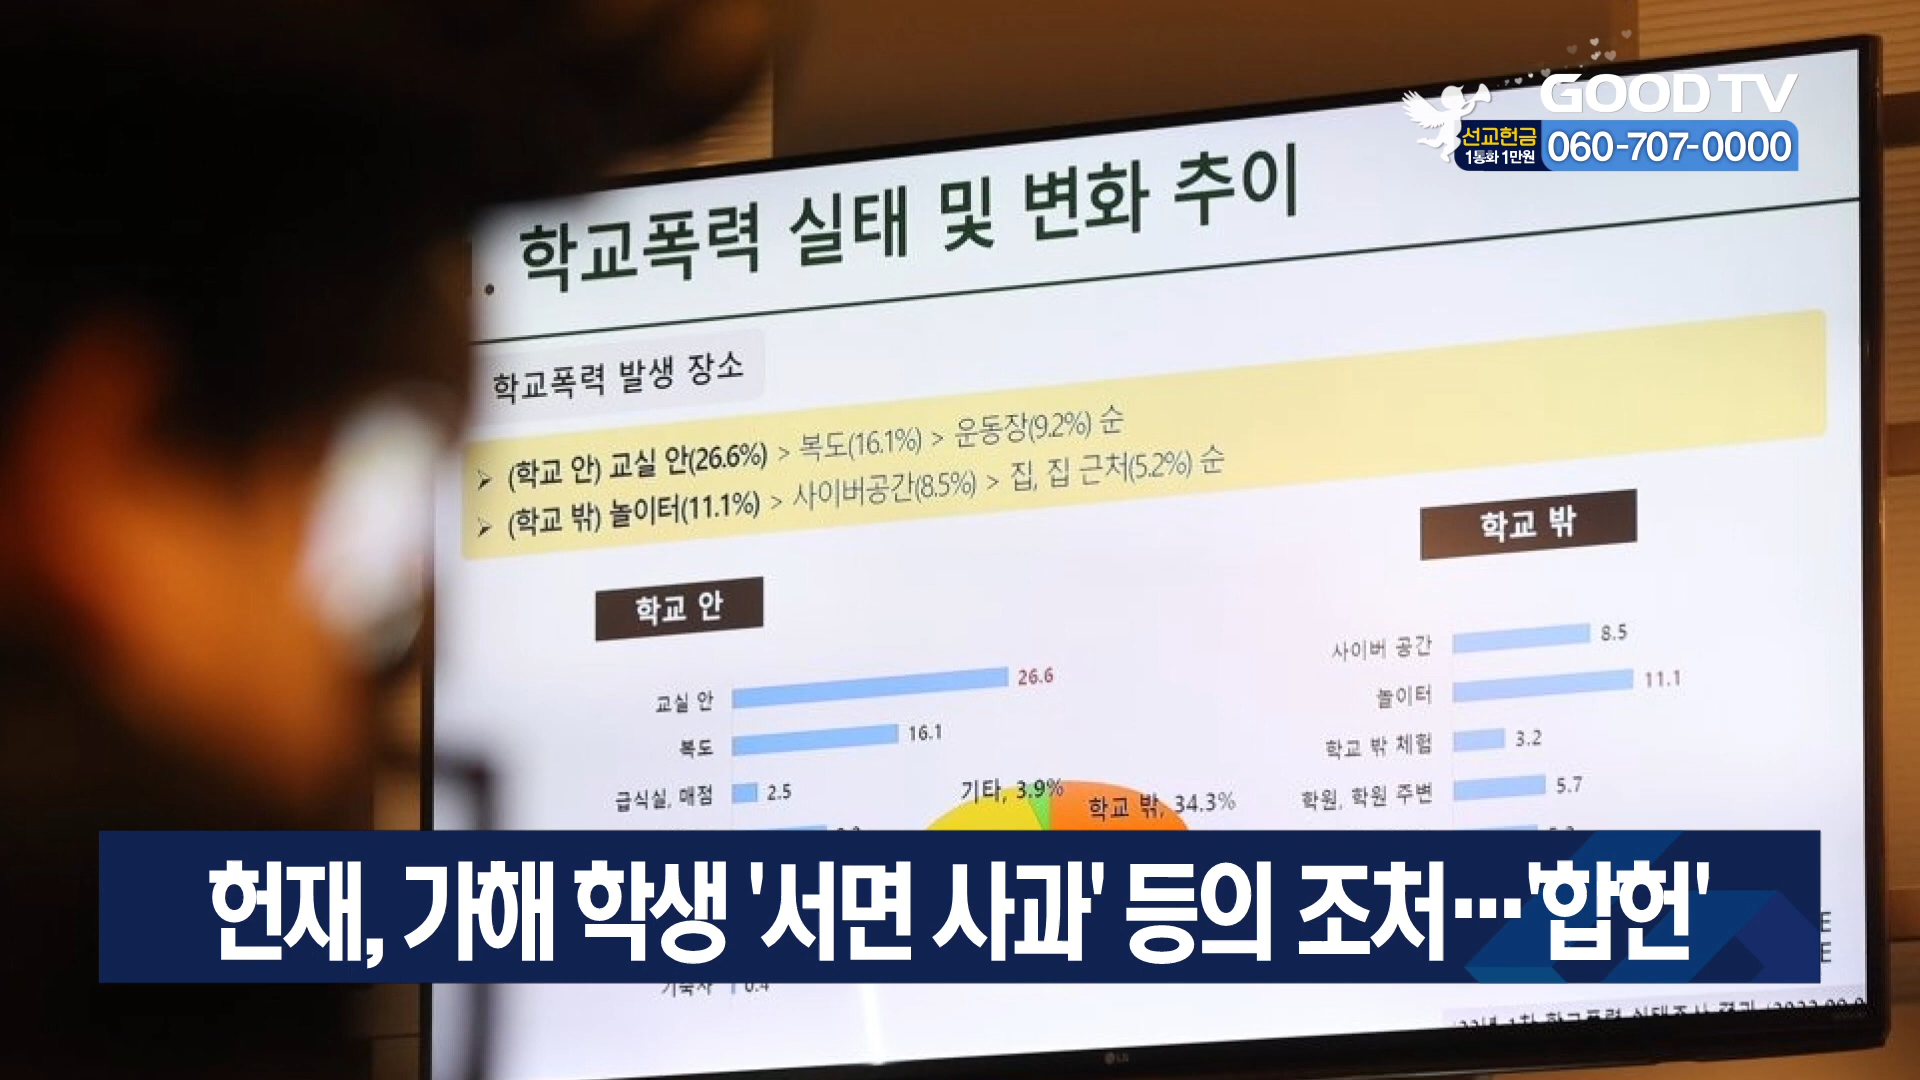 GOOD TV
선교헌금
1통화 1만원
060-707-0000
. 학교폭력 실태 및 변화 추이
학교폭력 발생 장소
➢ (학교 안) 교실 안(26.6%) > 복도(16.1%) > 운동장(9.2%) 순
➢ (학교 밖) 놀이터(11.1%) > 사이버공간(8.5%) > 집, 집 근처(5.2%) 순
학교 안
교실 안 26.6
복도 16.1
급식실, 매점 2.5
기타, 3.9%
학교 밖, 34.3%
학교 밖
사이버 공간 8.5
놀이터 11.1
학교 밖 체험 3.2
학원, 학원 주변 5.7
헌재, 가해 학생 '서면 사과' 등의 조처…'합헌'
기숙사 0.4
LG